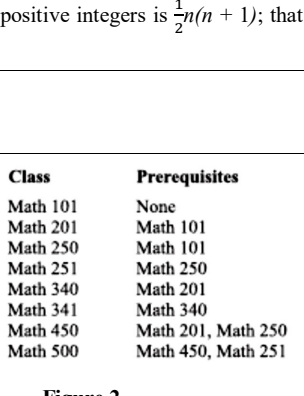 positive integers is ½n(n + 1); that
Class Prerequisites
Math 101 None
Math 201 Math 101
Math 250 Math 101
Math 251 Math 250
Math 340 Math 201
Math 341 Math 340
Math 450 Math 201, Math 250
Math 500 Math 450, Math 251
Figure 2